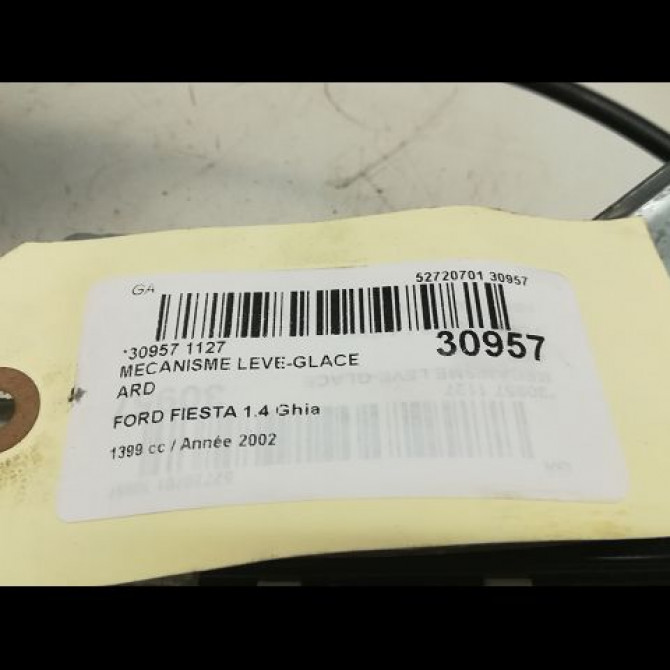 GA
52720701 30957
*30957 1127
30957
MECANISME LEVE-GLACE
ARD
FORD FIESTA 1.4 Ghia
1399 cc / Année 2002